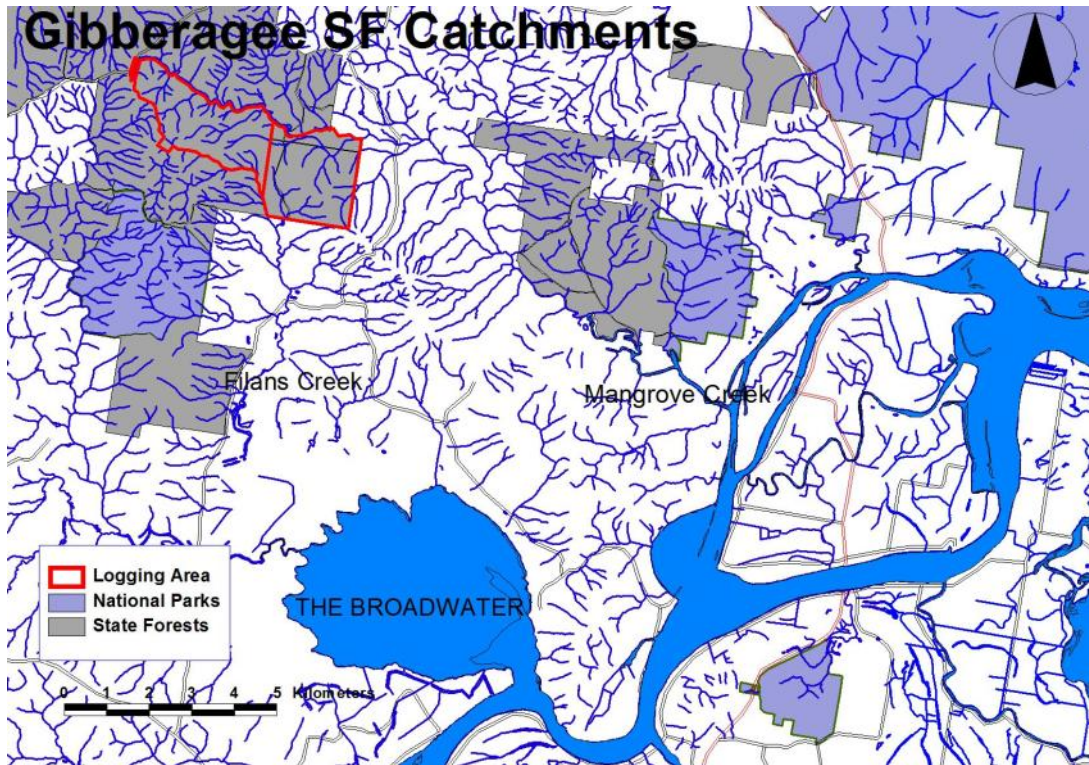 Gibberagee SF Catchments
Filans Creek
Mangrove Creek
THE BROADWATER
Logging Area
National Parks
State Forests
0 1 2 3 4 5 Kilometers